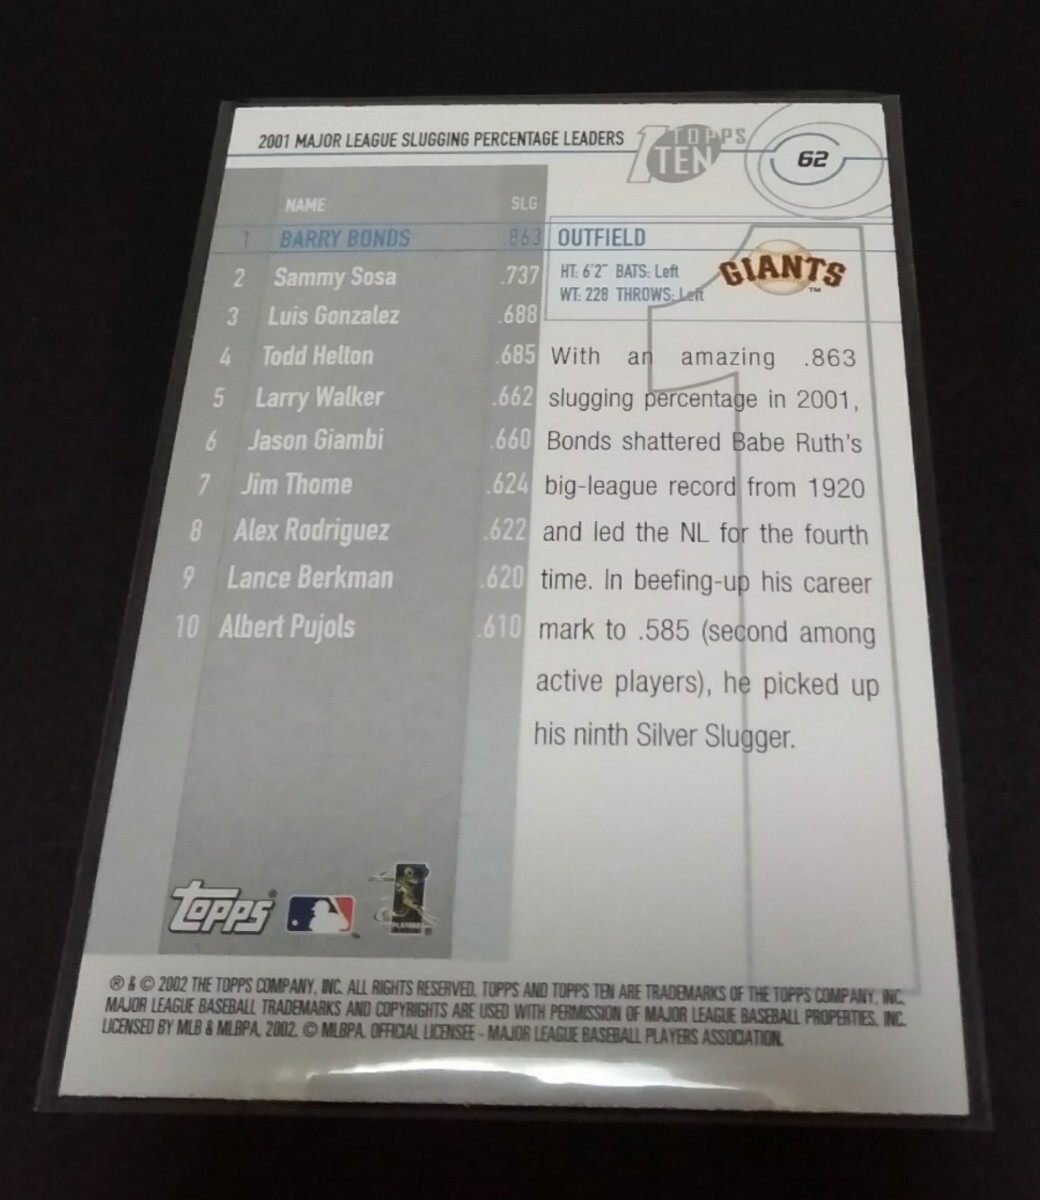 2001 MAJOR LEAGUE SLUGGING PERCENTAGE LEADERS
TOPPS
TEN
62
NAME SLG
1 BARRY BONDS .863
2 Sammy Sosa .737
3 Luis Gonzalez .688
4 Todd Helton .685
5 Larry Walker .662
6 Jason Giambi .660
7 Jim Thome .624
8 Alex Rodriguez .622
9 Lance Berkman .620
10 Albert Pujols .610
OUTFIELD
HT: 6'2" BATS: Left
WT: 228 THROWS: Left
GIANTS
™
1
With an amazing .863
slugging percentage in 2001,
Bonds shattered Babe Ruth's
big-league record from 1920
and led the NL for the fourth
time. In beefing-up his career
mark to .585 (second among
active players), he picked up
his ninth Silver Slugger.
Topps®
PLAYERS
® & © 2002 THE TOPPS COMPANY, INC. ALL RIGHTS RESERVED. TOPPS AND TOPPS TEN ARE TRADEMARKS OF THE TOPPS COMPANY, INC.
MAJOR LEAGUE BASEBALL TRADEMARKS AND COPYRIGHTS ARE USED WITH PERMISSION OF MAJOR LEAGUE BASEBALL PROPERTIES, INC.
LICENSED BY MLB & MLBPA, 2002. © MLBPA. OFFICIAL LICENSEE - MAJOR LEAGUE BASEBALL PLAYERS ASSOCIATION.